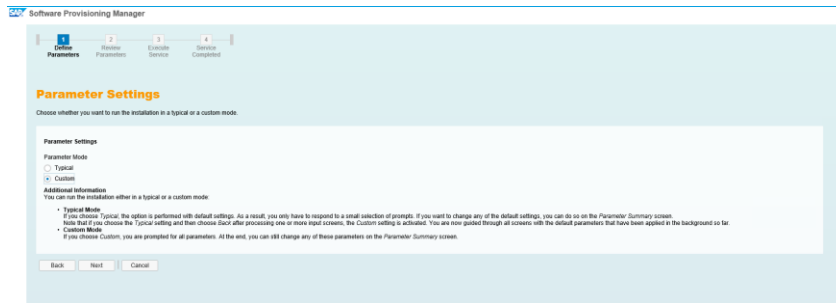 SAP Software Provisioning Manager
1 2 3 4
Define Parameters
Review Parameters
Execute Service
Service Completed
Parameter Settings
Choose whether you want to run the installation in a typical or a custom mode.
Parameter Settings
Parameter Mode
Typical
Custom
Additional Information
You can run the installation either in a typical or a custom mode:
• Typical Mode
If you choose Typical, the option is performed with default settings. As a result, you only have to respond to a small selection of prompts. If you want to change any of the default settings, you can do so on the Parameter Summary screen.
Note that if you choose the Typical setting and then choose Back after processing one or more input screens, the Custom setting is activated. You are now guided through all screens with the default parameters that have been applied in the background so far.
• Custom Mode
If you choose Custom, you are prompted for all parameters. At the end, you can still change any of these parameters on the Parameter Summary screen.
Back Next Cancel